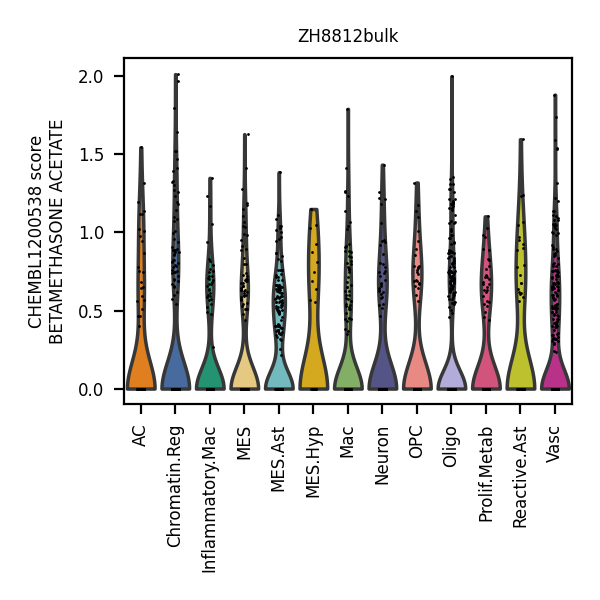 ZH8812bulk
CHEMBL1200538 score
BETAMETHASONE ACETATE
2.0
1.5
1.0
0.5
0.0
AC
Chromatin.Reg
Inflammatory.Mac
MES
MES.Ast
MES.Hyp
Mac
Neuron
OPC
Oligo
Prolif.Metab
Reactive.Ast
Vasc